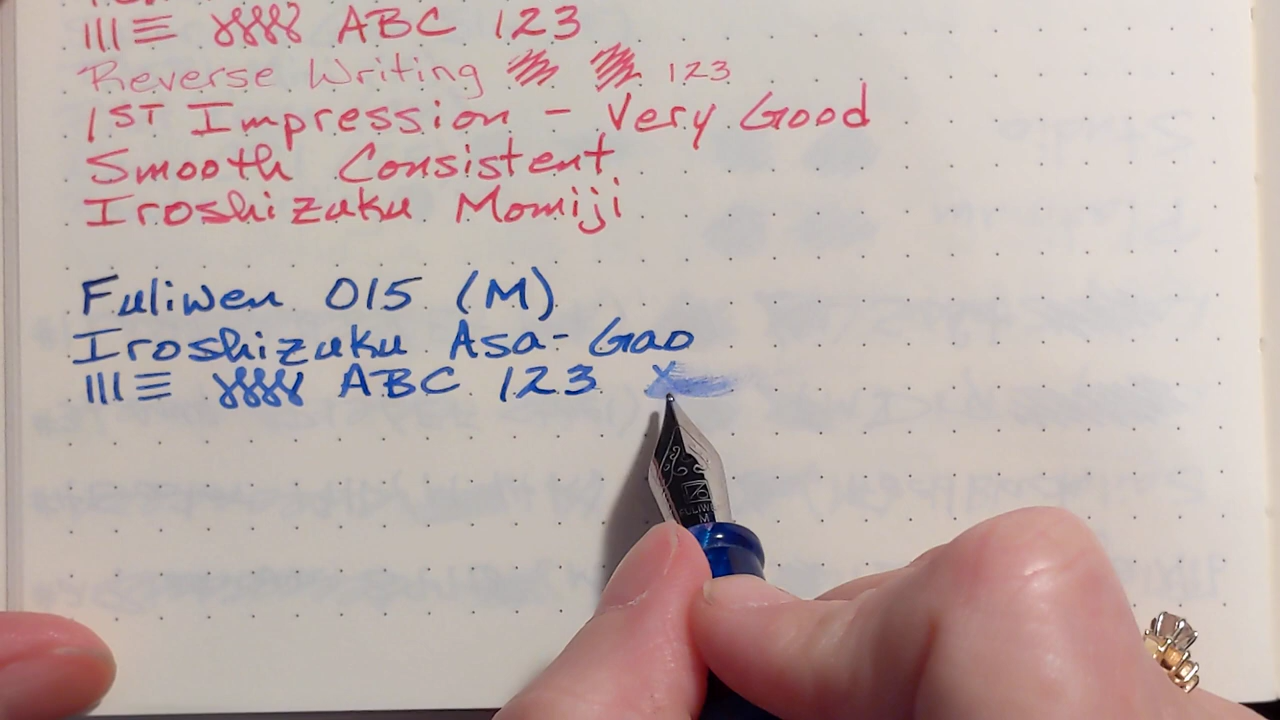 ABC 123
Reverse Writing 123
1ST Impression - Very Good
Smooth Consistent
Iroshizuku Momiji
Fuliwen 015 (M)
Iroshizuku Asa-Gao
ABC 123 X
FULIWEN
M